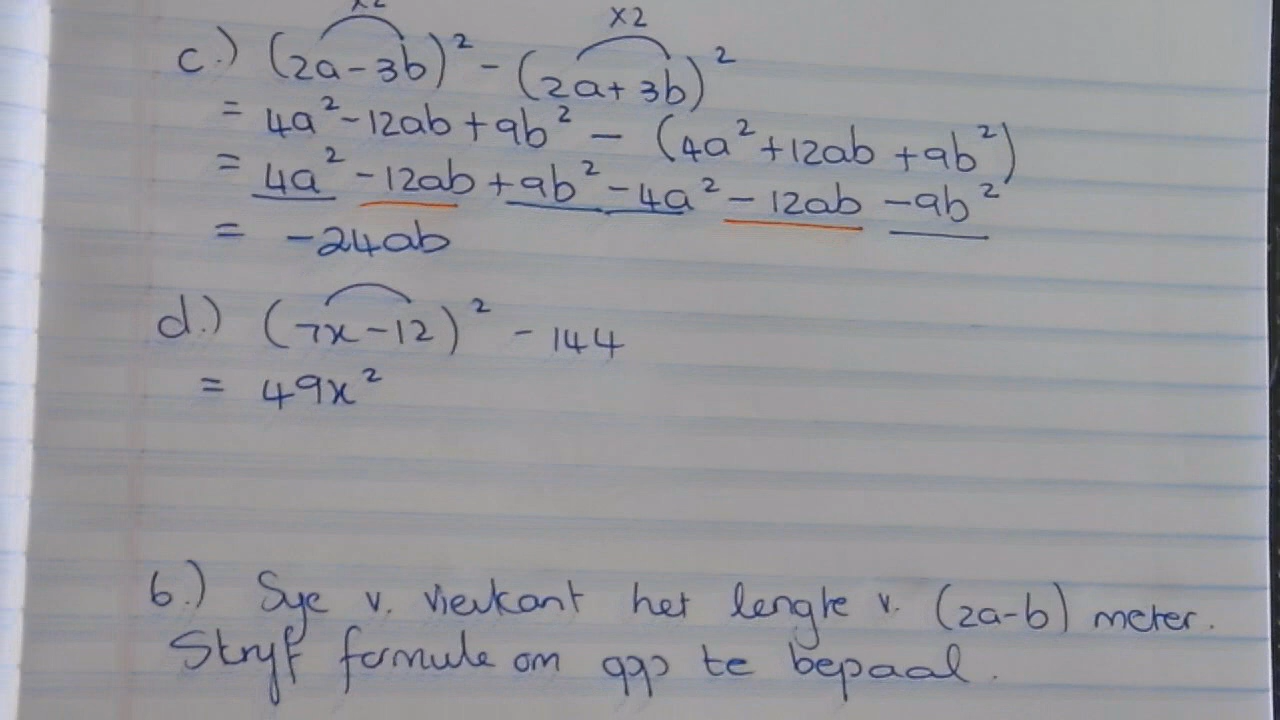 x2 x2
c.) (2a-3b)² - (2a+3b)²
= 4a² -12ab + 9b² - (4a² +12ab +9b²)
= 4a² -12ab +9b² -4a² -12ab -9b²
= -24ab
d.) (7x-12)² -144
= 49x²
6.) Sye v. vierkant het lengte v. (2a-b) meter.
Stryf formule om opp te bepaal.